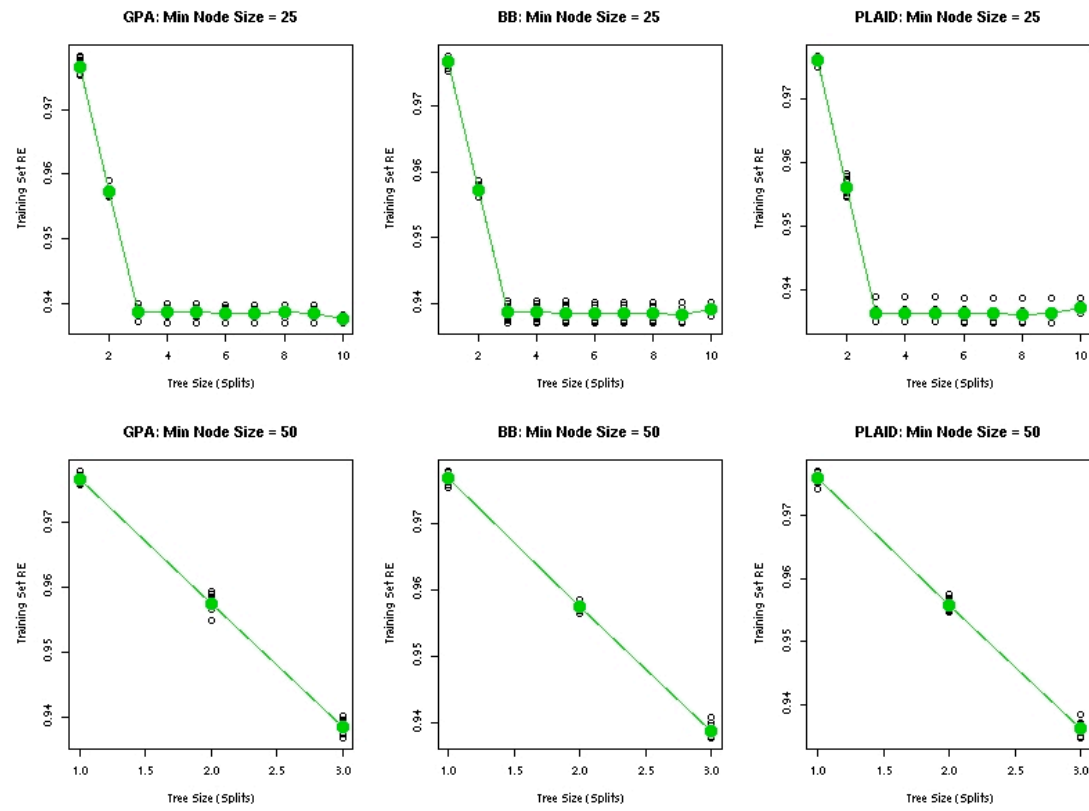 GPA: Min Node Size = 25
Training Set RE
0.97
0.96
0.95
0.94
2 4 6 8 10
Tree Size (Splits)
BB: Min Node Size = 25
Training Set RE
0.97
0.96
0.95
0.94
2 4 6 8 10
Tree Size (Splits)
PLAID: Min Node Size = 25
Training Set RE
0.97
0.96
0.95
0.94
2 4 6 8 10
Tree Size (Splits)
GPA: Min Node Size = 50
Training Set RE
0.97
0.96
0.95
0.94
1.0 1.5 2.0 2.5 3.0
Tree Size (Splits)
BB: Min Node Size = 50
Training Set RE
0.97
0.96
0.95
0.94
1.0 1.5 2.0 2.5 3.0
Tree Size (Splits)
PLAID: Min Node Size = 50
Training Set RE
0.97
0.96
0.95
0.94
1.0 1.5 2.0 2.5 3.0
Tree Size (Splits)